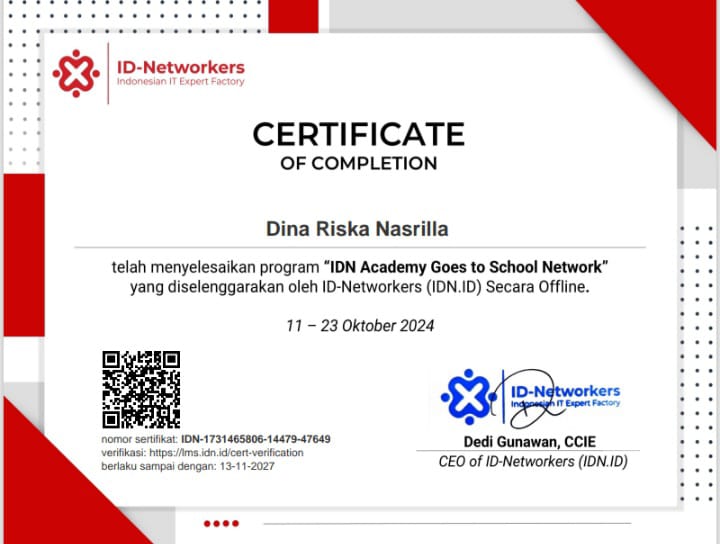 ID-Networkers
Indonesian IT Expert Factory
CERTIFICATE
OF COMPLETION
Dina Riska Nasrilla
telah menyelesaikan program “IDN Academy Goes to School Network”
yang diselenggarakan oleh ID-Networkers (IDN.ID) Secara Offline.
11 – 23 Oktober 2024
nomor sertifikat: IDN-1731465806-14479-47649
verifikasi: https://lms.idn.id/cert-verification
berlaku sampai dengan: 13-11-2027
ID-Networkers
Indonesian IT Expert Factory
Dedi Gunawan, CCIE
CEO of ID-Networkers (IDN.ID)